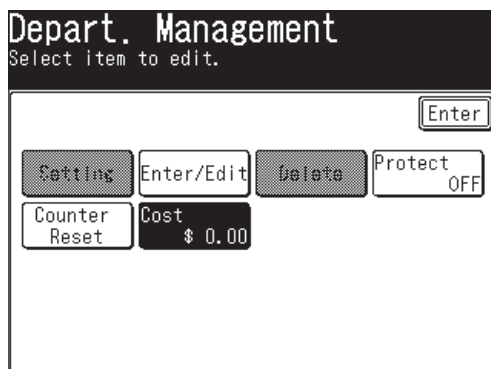 Depart. Management
Select item to edit.
Enter
Setting Enter/Edit Delete Protect
OFF
Counter Cost
Reset $ 0.00